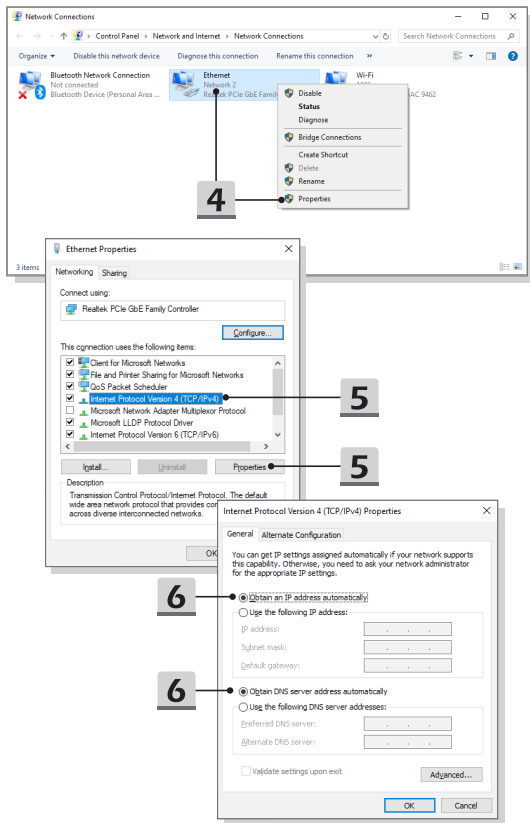 Network Connections
Control Panel › Network and Internet › Network Connections
Search Network Connections
Organize Disable this network device Diagnose this connection Rename this connection »
Bluetooth Network Connection
Not connected
Bluetooth Device (Personal Area ...
Ethernet
Network 2
Realtek PCIe GbE Family
Wi-Fi
AC 9462
Disable
Status
Diagnose
Bridge Connections
Create Shortcut
Delete
Rename
Properties
4
3 items
Ethernet Properties
Networking Sharing
Connect using:
Realtek PCIe GbE Family Controller
Configure...
This connection uses the following items:
Client for Microsoft Networks
File and Printer Sharing for Microsoft Networks
QoS Packet Scheduler
Internet Protocol Version 4 (TCP/IPv4)
Microsoft Network Adapter Multiplexor Protocol
Microsoft LLDP Protocol Driver
Internet Protocol Version 6 (TCP/IPv6)
5
Install... Uninstall Properties
5
Description
Transmission Control Protocol/Internet Protocol. The default
wide area network protocol that provides
across diverse interconnected networks.
OK
Internet Protocol Version 4 (TCP/IPv4) Properties
General Alternate Configuration
You can get IP settings assigned automatically if your network supports
this capability. Otherwise, you need to ask your network administrator
for the appropriate IP settings.
6
Obtain an IP address automatically
Use the following IP address:
IP address:
Subnet mask:
Default gateway:
6
Obtain DNS server address automatically
Use the following DNS server addresses:
Preferred DNS server:
Alternate DNS server:
Validate settings upon exit
Advanced...
OK Cancel